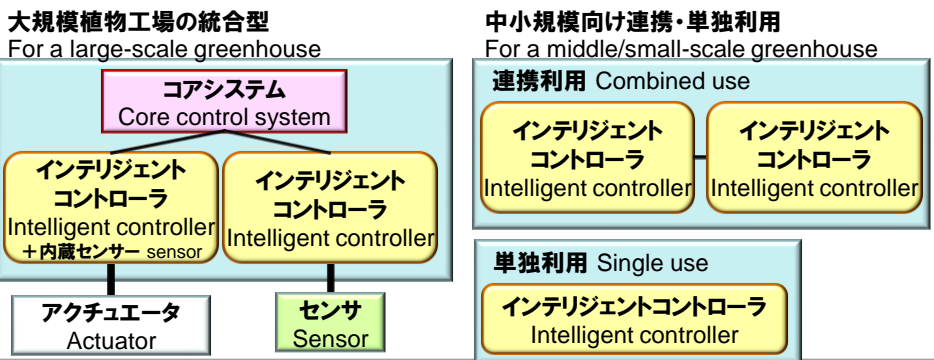 大規模植物工場の統合型
For a large-scale greenhouse
コアシステム
Core control system
インテリジェント
コントローラ
Intelligent controller
＋内蔵センサー sensor
インテリジェント
コントローラ
Intelligent controller
アクチュエータ
Actuator
センサ
Sensor
中小規模向け連携・単独利用
For a middle/small-scale greenhouse
連携利用 Combined use
インテリジェント
コントローラ
Intelligent controller
インテリジェント
コントローラ
Intelligent controller
単独利用 Single use
インテリジェントコントローラ
Intelligent controller